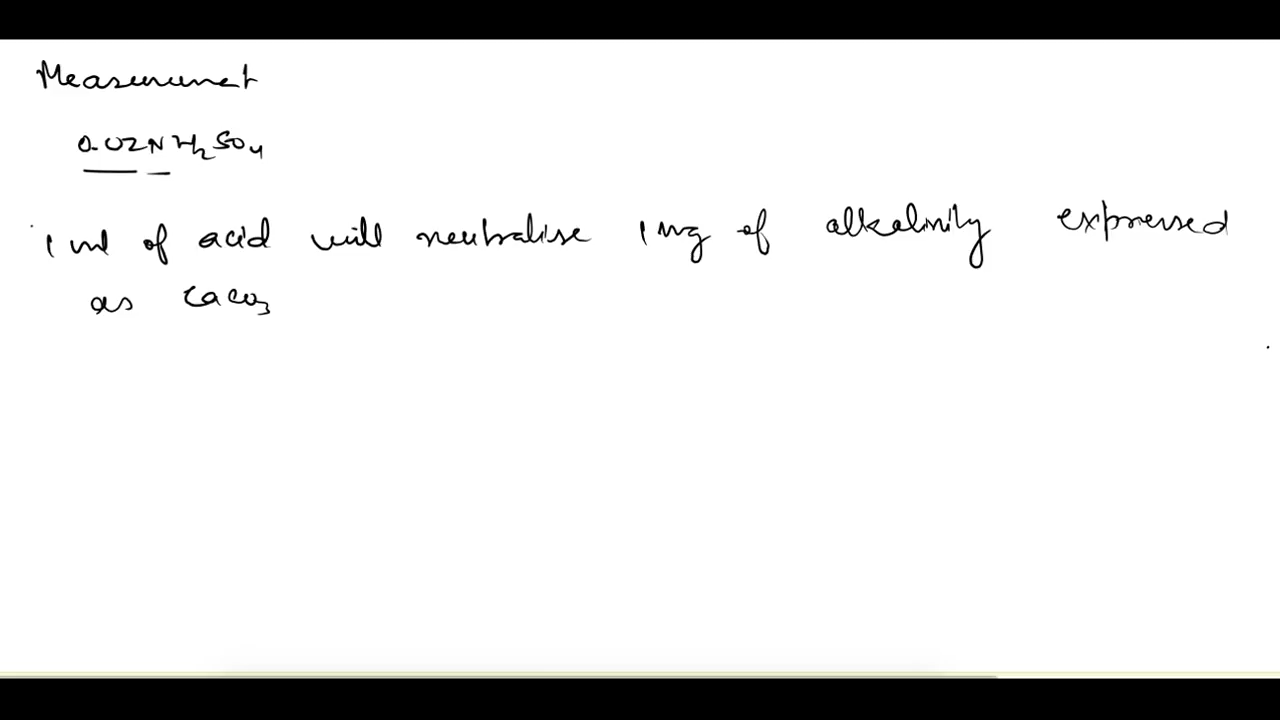 Measurement
0.02N H2SO4
1 ml of acid will neutralise 1mg of alkalinity expressed
as CaCO3